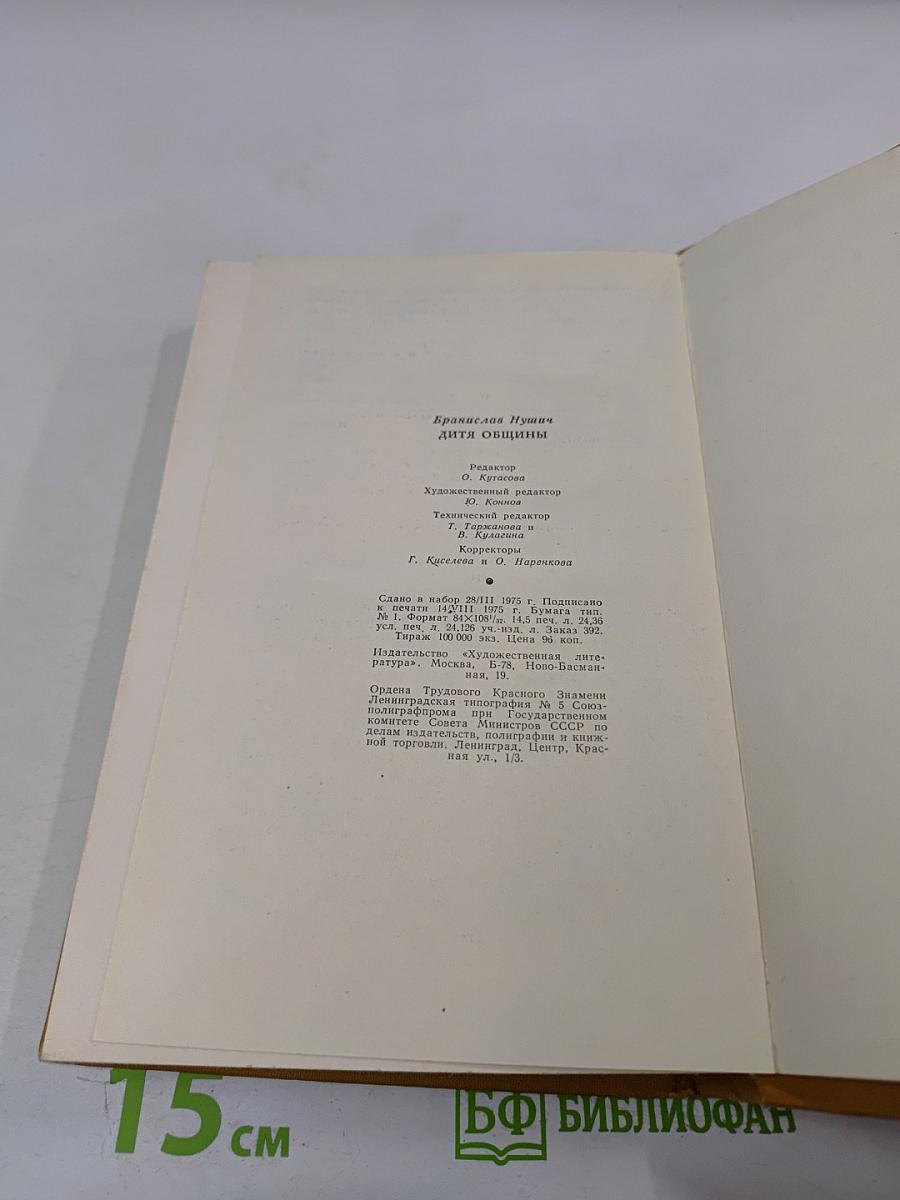 Бранислав Нушич
ДИТЯ ОБЩИНЫ
Редактор
О. Кутасова
Художественный редактор
Ю. Коннов
Технический редактор
Т. Таржанова и
В. Кулагина
Корректоры
Г. Киселева и О. Наренкова
Сдано в набор 28/III 1975 г. Подписано
к печати 14/VIII 1975 г. Бумага тип.
№ 1. Формат 84×108¹/₃₂. 14,5 печ. л. 24,36
усл. печ. л. 24,126 уч.-изд. л. Заказ 392.
Тираж 100 000 экз. Цена 96 коп.
Издательство «Художественная лите-
ратура». Москва, Б-78, Ново-Басман-
ная, 19.
Ордена Трудового Красного Знамени
Ленинградская типография № 5 Союз-
полиграфпрома при Государственном
комитете Совета Министров СССР по
делам издательств, полиграфии и книж-
ной торговли. Ленинград, Центр, Крас-
ная ул., 1/3.
15 см
БФ БИБЛИОФАН